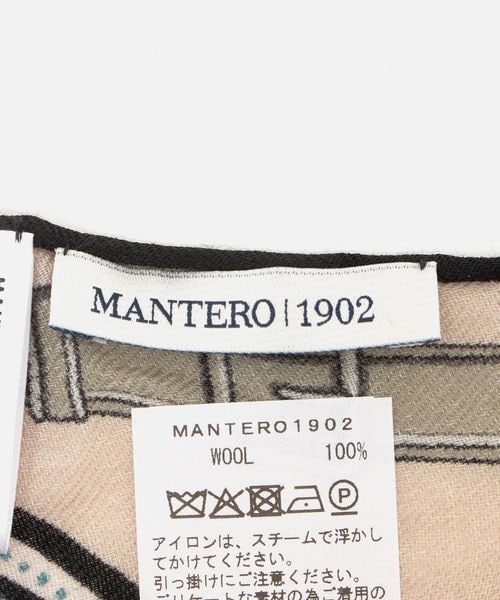 MANTERO|1902
MANTERO1902
WOOL 100%
アイロンは、スチームで浮かし
てかけてください。
引っ掛けにご注意ください。
デリケートな素材の為ご着用の